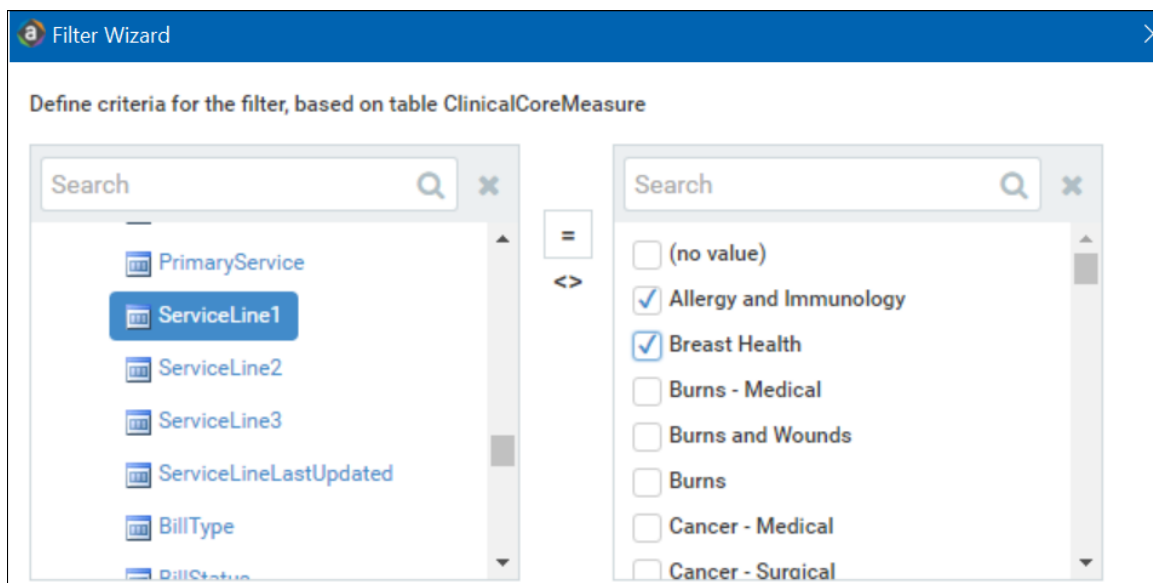 a Filter Wizard
Define criteria for the filter, based on table ClinicalCoreMeasure
Search
PrimaryService
ServiceLine1
ServiceLine2
ServiceLine3
ServiceLineLastUpdated
BillType
BillStatus
=
<>
Search
(no value)
Allergy and Immunology
Breast Health
Burns - Medical
Burns and Wounds
Burns
Cancer - Medical
Cancer - Surgical